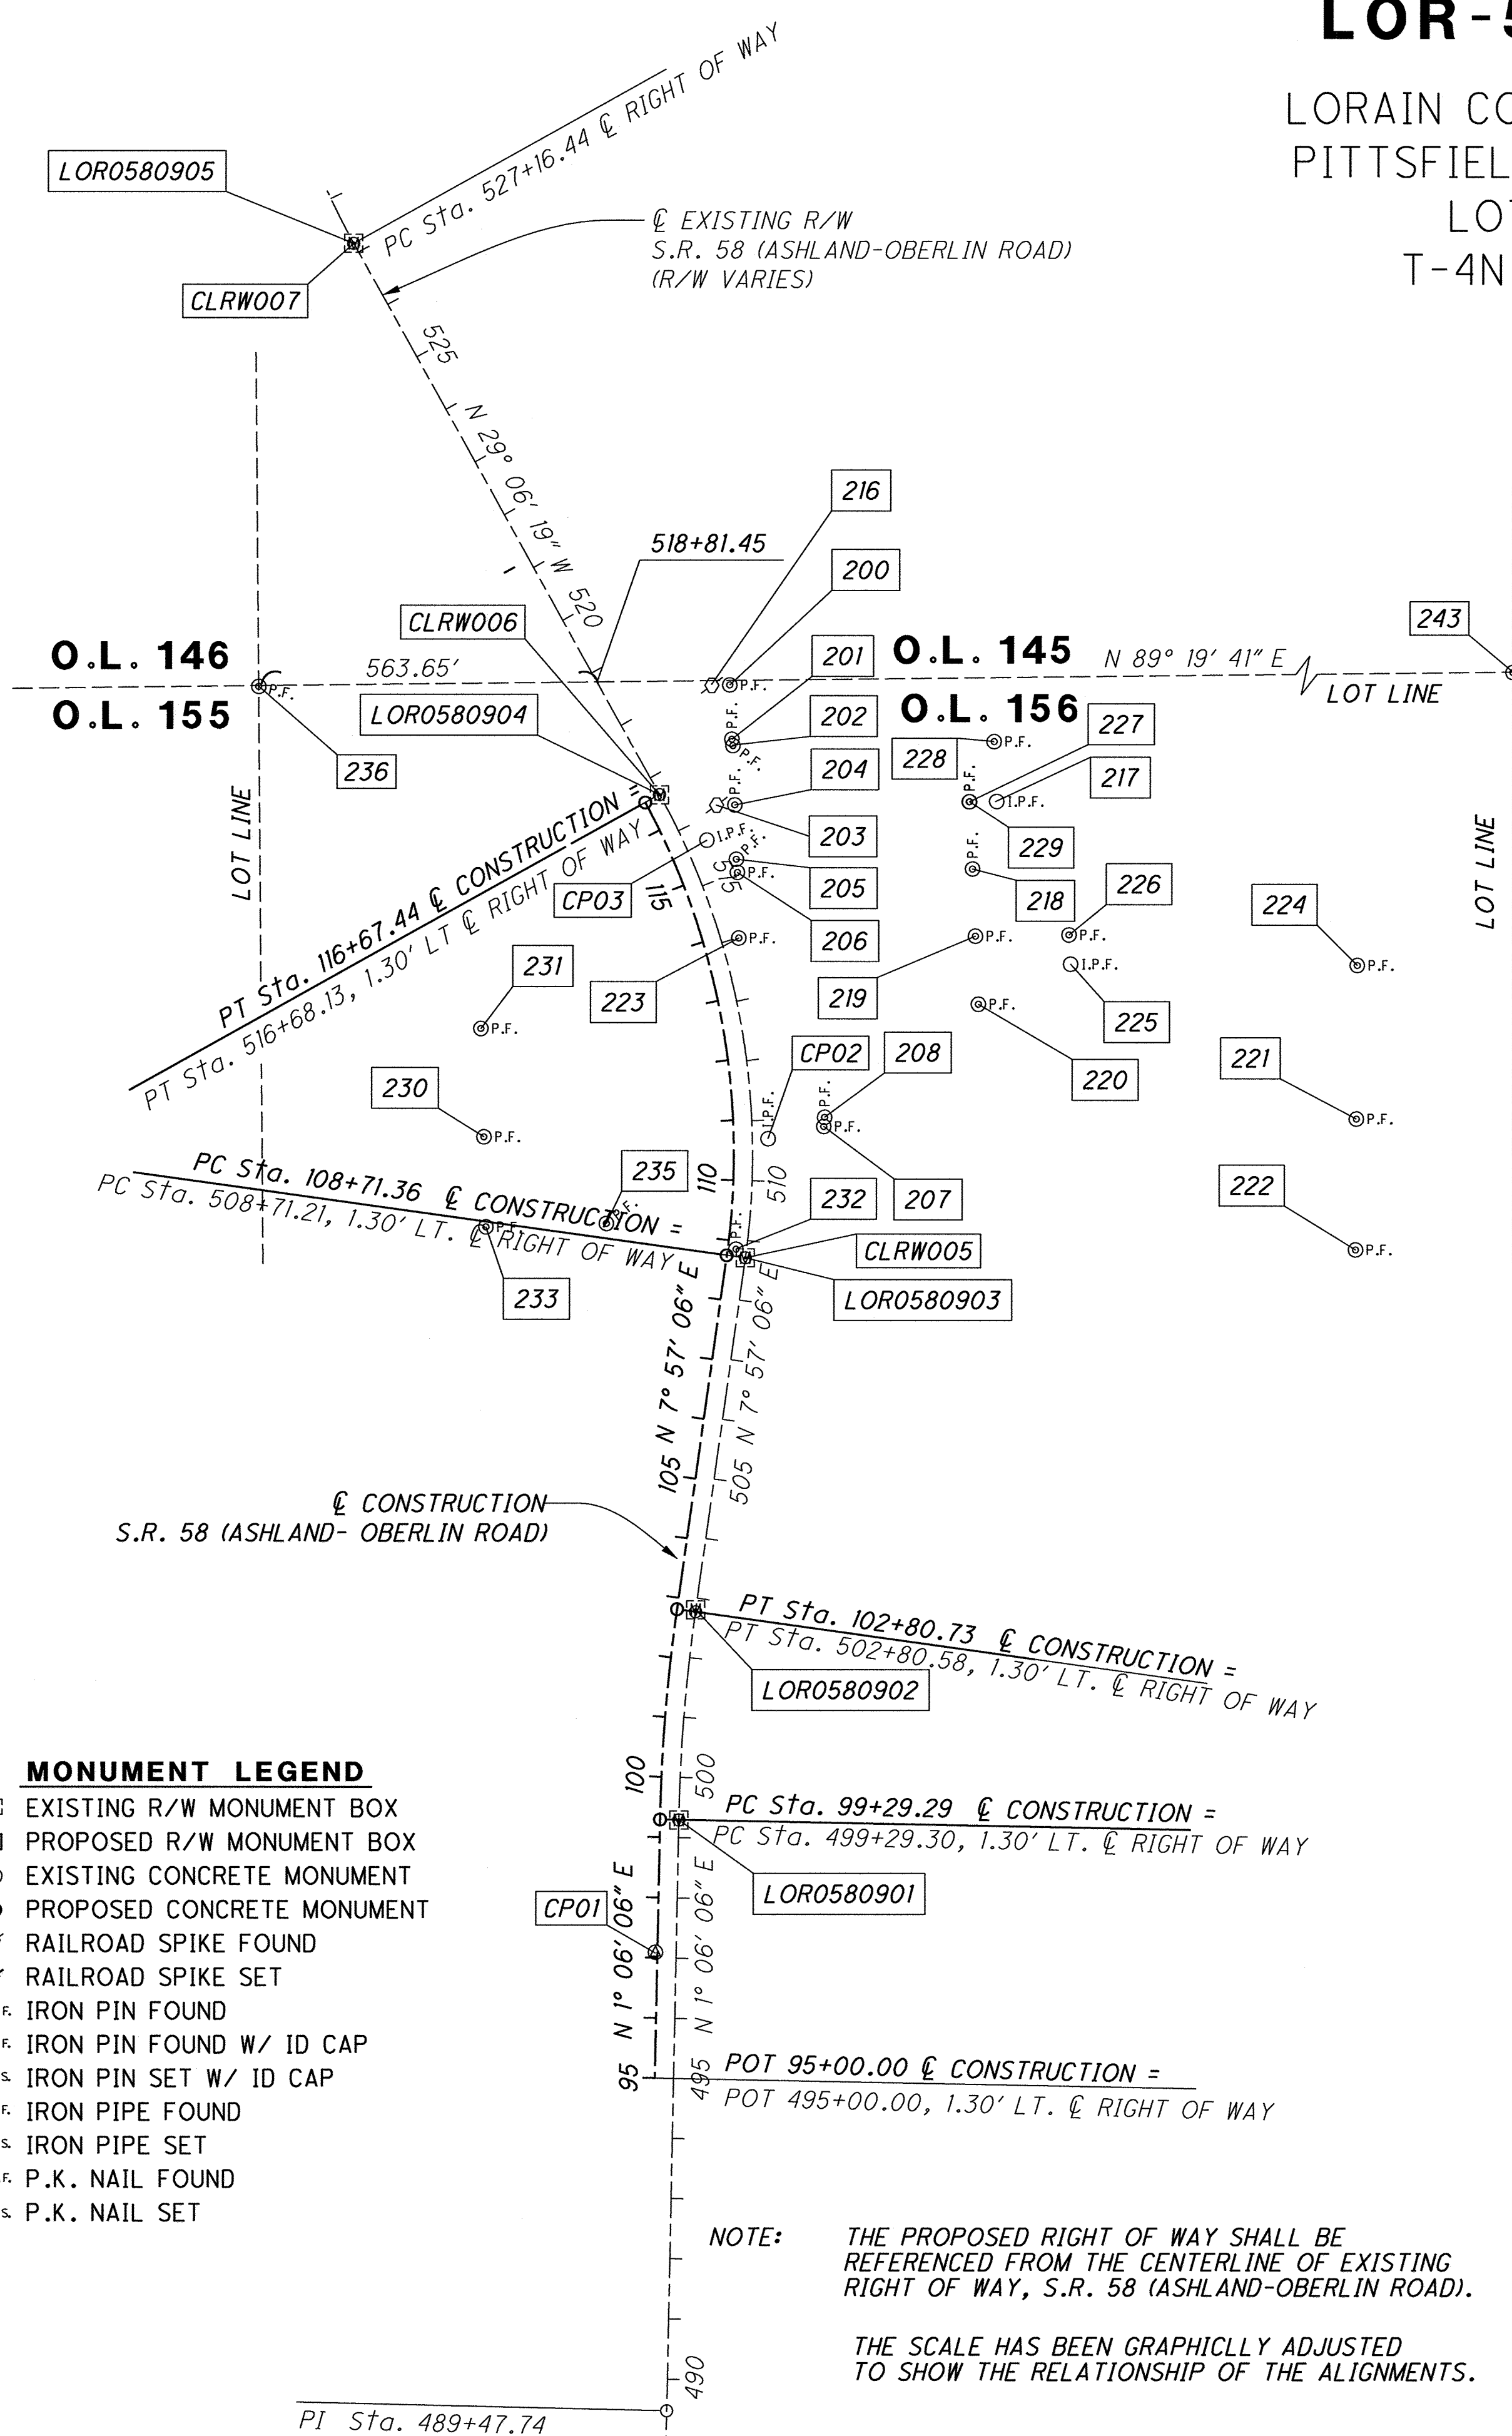 LOR-5
LORAIN CO
PITTSFIEL
LOT
T-4N
PC Sta. 527+16.44 ℄ RIGHT OF WAY
LOR0580905
CLRW007
℄ EXISTING R/W
S.R. 58 (ASHLAND-OBERLIN ROAD)
(R/W VARIES)
525
N 29° 06' 19" W
520
216
518+81.45
200
CLRW006
243
O.L. 146
563.65'
201
O.L. 145
N 89° 19' 41" E
P.F.
P.F.
LOT LINE
O.L. 155
LOR0580904
P.F.
202
O.L. 156
227
P.F.
228
P.F.
236
204
P.F.
P.F.
217
I.P.F.
LOT LINE
PT Sta. 116+67.44 ℄ CONSTRUCTION =
PT Sta. 516+68.13, 1.30' LT ℄ RIGHT OF WAY
203
I.P.F.
P.F.
229
P.F.
LOT LINE
CP03
115
515
P.F.
205
218
226
224
206
P.F.
P.F.
P.F.
P.F.
231
223
219
I.P.F.
225
P.F.
P.F.
CP02
208
220
221
230
I.P.F.
P.F.
P.F.
P.F.
P.F.
PC Sta. 108+71.36 ℄ CONSTRUCTION =
PC Sta. 508+71.21, 1.30' LT. ℄ RIGHT OF WAY
235
110
510
232
207
222
P.F.
P.F.
P.F.
P.F.
CLRW005
233
LOR0580903
105 N 7° 57' 06" E
505 N 7° 57' 06" E
℄ CONSTRUCTION
S.R. 58 (ASHLAND- OBERLIN ROAD)
PT Sta. 102+80.73 ℄ CONSTRUCTION =
PT Sta. 502+80.58, 1.30' LT. ℄ RIGHT OF WAY
LOR0580902
100
500
PC Sta. 99+29.29 ℄ CONSTRUCTION =
PC Sta. 499+29.30, 1.30' LT. ℄ RIGHT OF WAY
LOR0580901
CP01
N 1° 06' 06" E
N 1° 06' 06" E
95
495
POT 95+00.00 ℄ CONSTRUCTION =
POT 495+00.00, 1.30' LT. ℄ RIGHT OF WAY
MONUMENT LEGEND
EXISTING R/W MONUMENT BOX
PROPOSED R/W MONUMENT BOX
EXISTING CONCRETE MONUMENT
PROPOSED CONCRETE MONUMENT
RAILROAD SPIKE FOUND
RAILROAD SPIKE SET
F. IRON PIN FOUND
F. IRON PIN FOUND W/ ID CAP
S. IRON PIN SET W/ ID CAP
F. IRON PIPE FOUND
S. IRON PIPE SET
F. P.K. NAIL FOUND
S. P.K. NAIL SET
NOTE: THE PROPOSED RIGHT OF WAY SHALL BE
REFERENCED FROM THE CENTERLINE OF EXISTING
RIGHT OF WAY, S.R. 58 (ASHLAND-OBERLIN ROAD).
THE SCALE HAS BEEN GRAPHICLLY ADJUSTED
TO SHOW THE RELATIONSHIP OF THE ALIGNMENTS.
490
PI Sta. 489+47.74